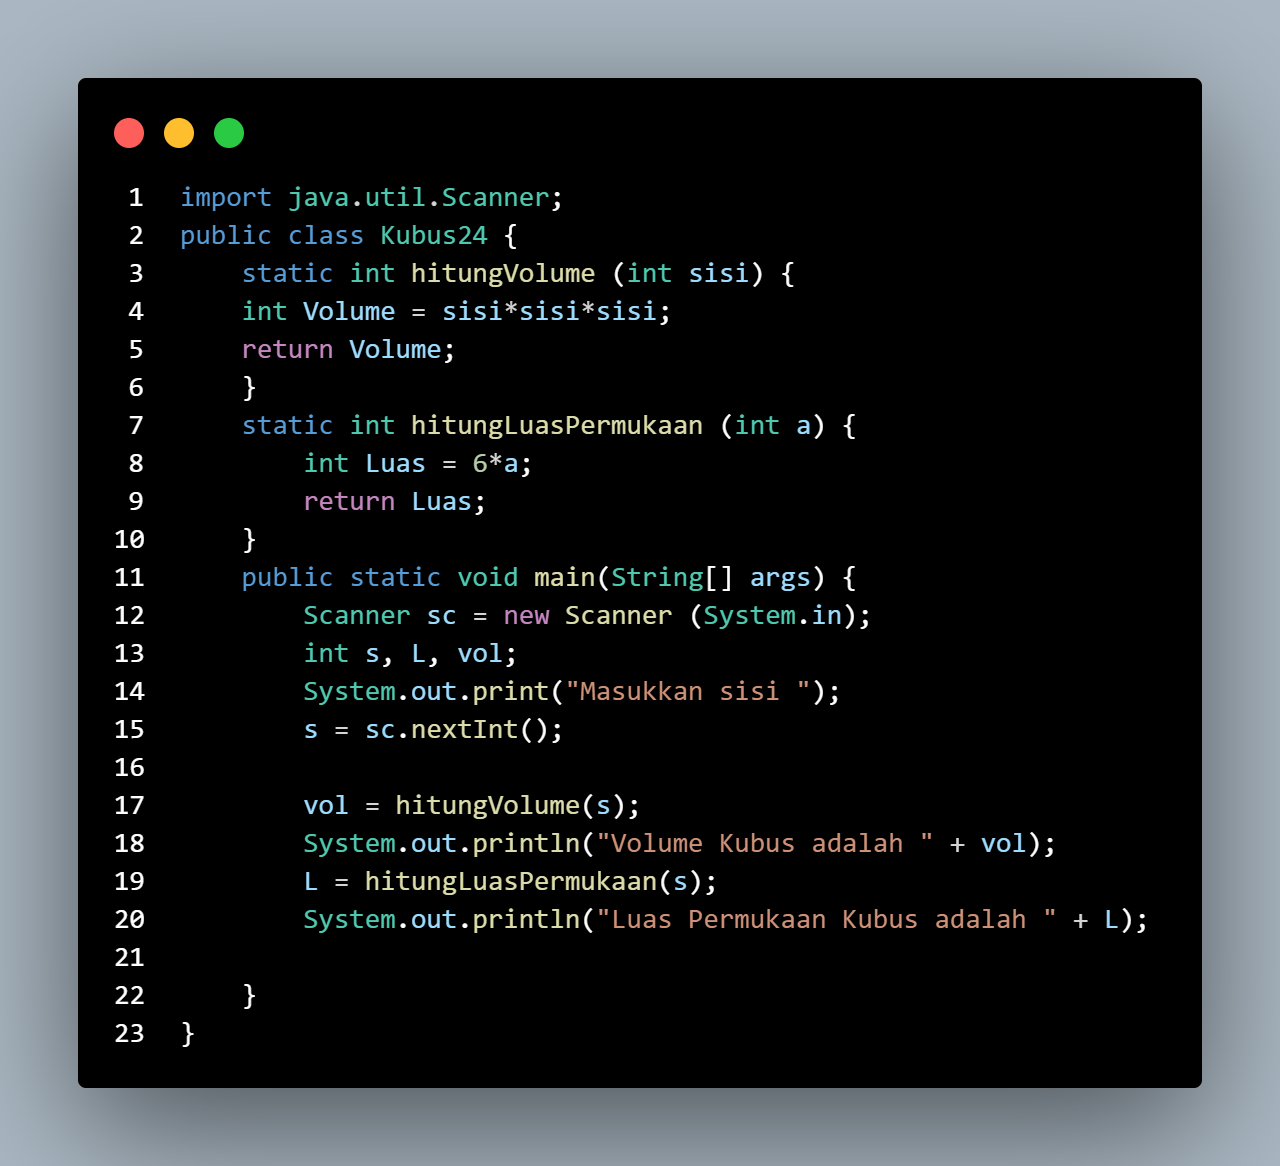 1 import java.util.Scanner;
2 public class Kubus24 {
3     static int hitungVolume (int sisi) {
4     int Volume = sisi*sisi*sisi;
5     return Volume;
6     }
7     static int hitungLuasPermukaan (int a) {
8         int Luas = 6*a;
9         return Luas;
10     }
11     public static void main(String[] args) {
12         Scanner sc = new Scanner (System.in);
13         int s, L, vol;
14         System.out.print("Masukkan sisi ");
15         s = sc.nextInt();
16
17         vol = hitungVolume(s);
18         System.out.println("Volume Kubus adalah " + vol);
19         L = hitungLuasPermukaan(s);
20         System.out.println("Luas Permukaan Kubus adalah " + L);
21
22     }
23 }